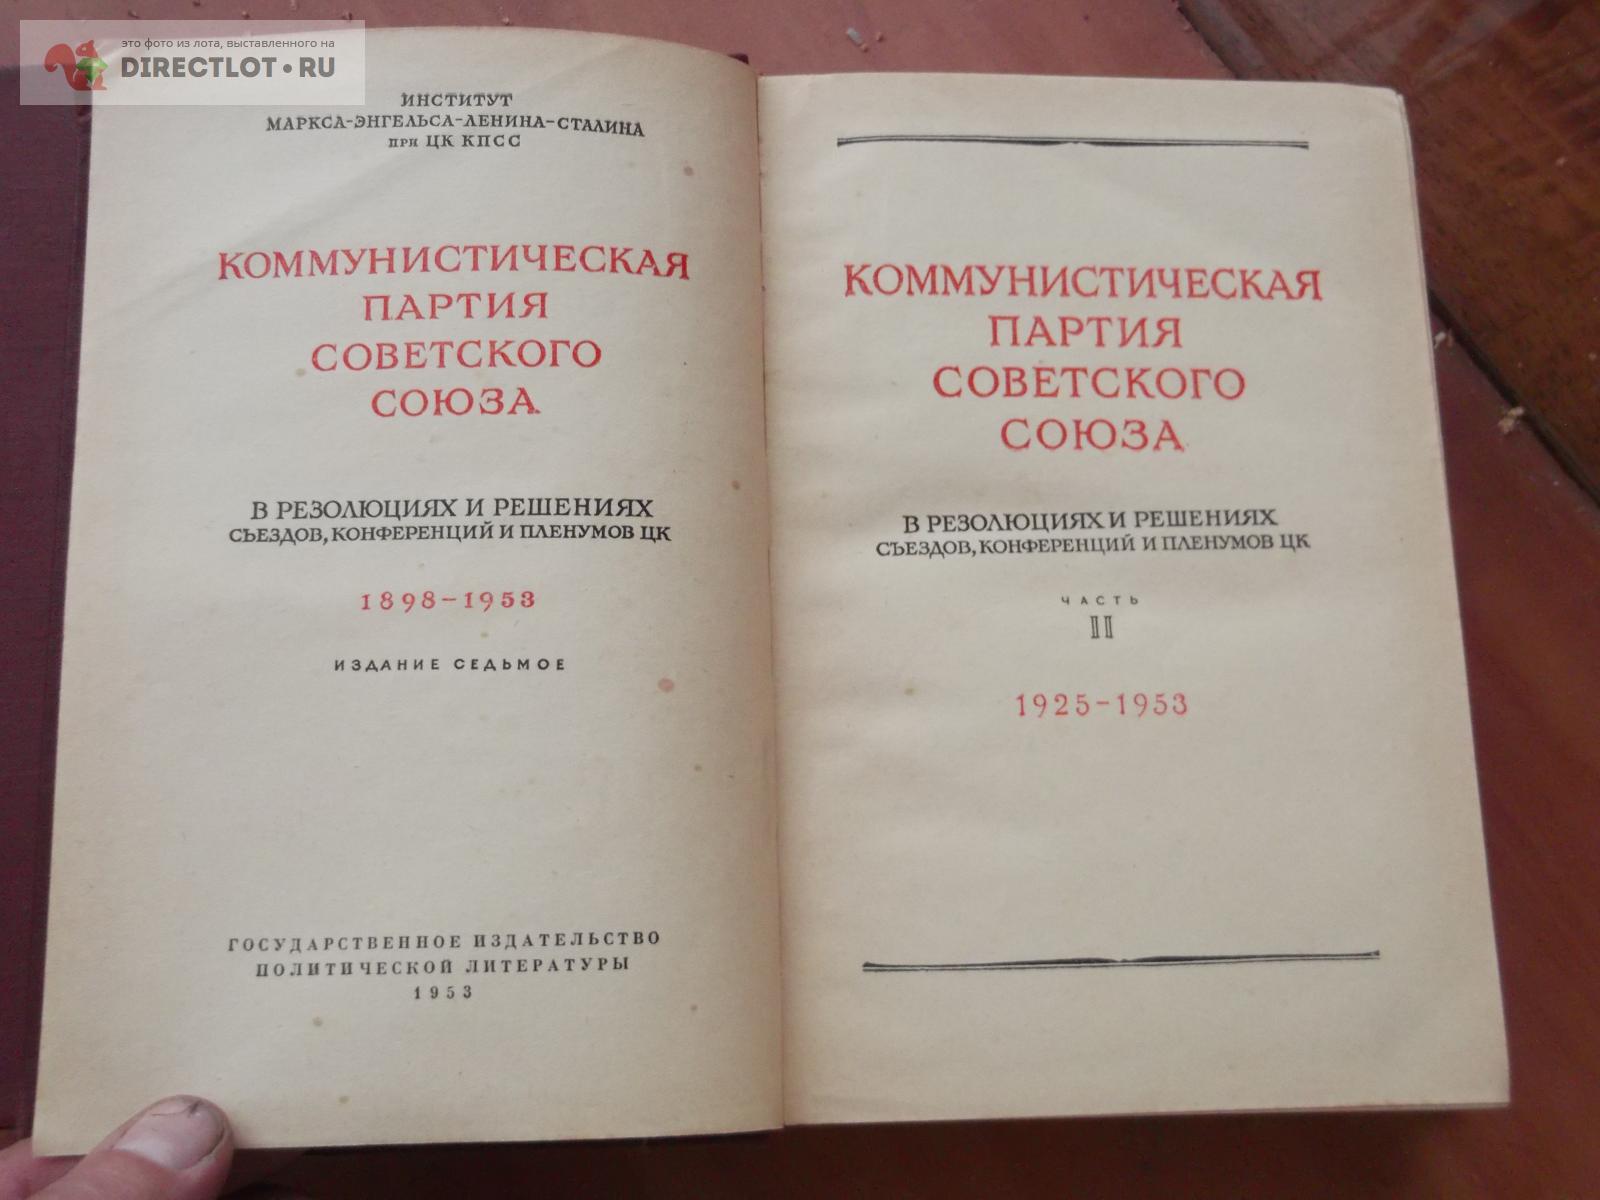 это фото из лота, выставленного на
DIRECTLOT.RU
ИНСТИТУТ
МАРКСА-ЭНГЕЛЬСА-ЛЕНИНА-СТАЛИНА
ПРИ ЦК КПСС
КОММУНИСТИЧЕСКАЯ
ПАРТИЯ
СОВЕТСКОГО
СОЮЗА
В РЕЗОЛЮЦИЯХ И РЕШЕНИЯХ
СЪЕЗДОВ, КОНФЕРЕНЦИЙ И ПЛЕНУМОВ ЦК
1898-1953
ИЗДАНИЕ СЕДЬМОЕ
ГОСУДАРСТВЕННОЕ ИЗДАТЕЛЬСТВО
ПОЛИТИЧЕСКОЙ ЛИТЕРАТУРЫ
1953
КОММУНИСТИЧЕСКАЯ
ПАРТИЯ
СОВЕТСКОГО
СОЮЗА
В РЕЗОЛЮЦИЯХ И РЕШЕНИЯХ
СЪЕЗДОВ, КОНФЕРЕНЦИЙ И ПЛЕНУМОВ ЦК
ЧАСТЬ
II
1925-1953